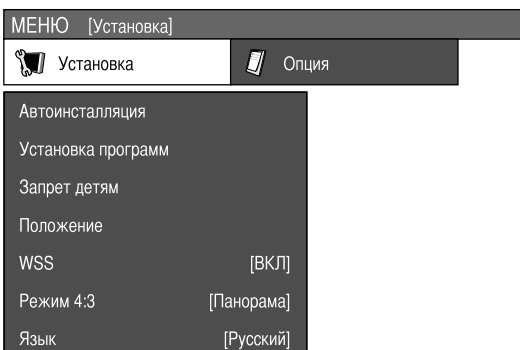 МЕНЮ [Установка]
Установка Опция
Автоинсталляция
Установка программ
Запрет детям
Положение
WSS [ВКЛ]
Режим 4:3 [Панорама]
Язык [Русский]